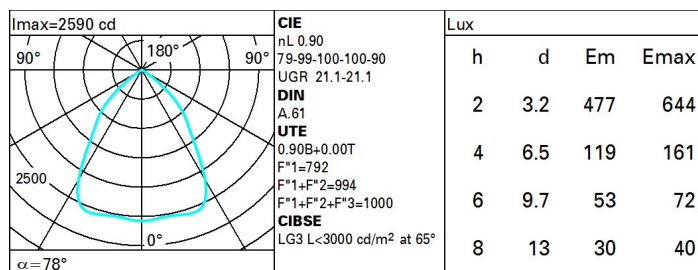 Imax=2590 cd
90° 180° 90°
2500
0°
α=78°
CIE
nL 0.90
79-99-100-100-90
UGR 21.1-21.1
DIN
A.61
UTE
0.90B+0.00T
F"1=792
F"1+F"2=994
F"1+F"2+F"3=1000
CIBSE
LG3 L<3000 cd/m² at 65°
Lux
h d Em Emax
2 3.2 477 644
4 6.5 119 161
6 9.7 53 72
8 13 30 40